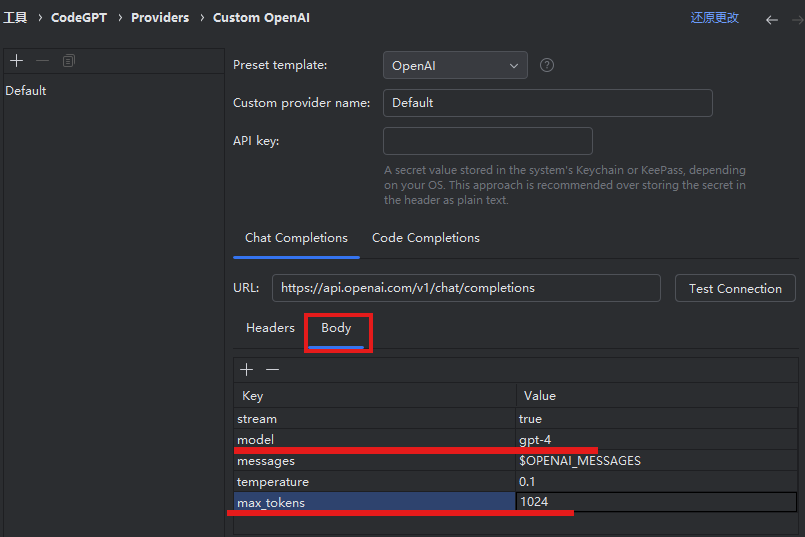 工具 › CodeGPT › Providers › Custom OpenAI 还原更改
Default
Preset template: OpenAI
Custom provider name: Default
API key:
A secret value stored in the system's Keychain or KeePass, depending
on your OS. This approach is recommended over storing the secret in
the header as plain text.
Chat Completions Code Completions
URL: https://api.openai.com/v1/chat/completions Test Connection
Headers Body
Key Value
stream true
model gpt-4
messages $OPENAI_MESSAGES
temperature 0.1
max_tokens 1024